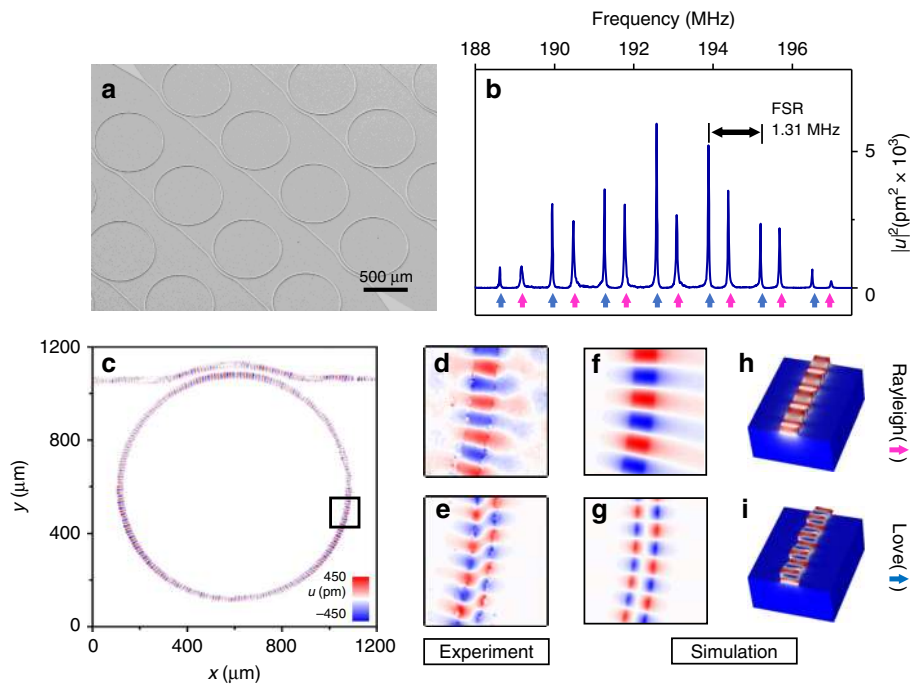 Frequency (MHz)
188 190 192 194 196
a
500 μm
b
FSR
1.31 MHz
5
0
|u|² (pm² × 10³)
c
1200
800
400
0
y (μm)
0 400 800 1200
x (μm)
450
u (pm)
–450
d
f
h
Rayleigh( )
e
g
i
Love( )
Experiment
Simulation